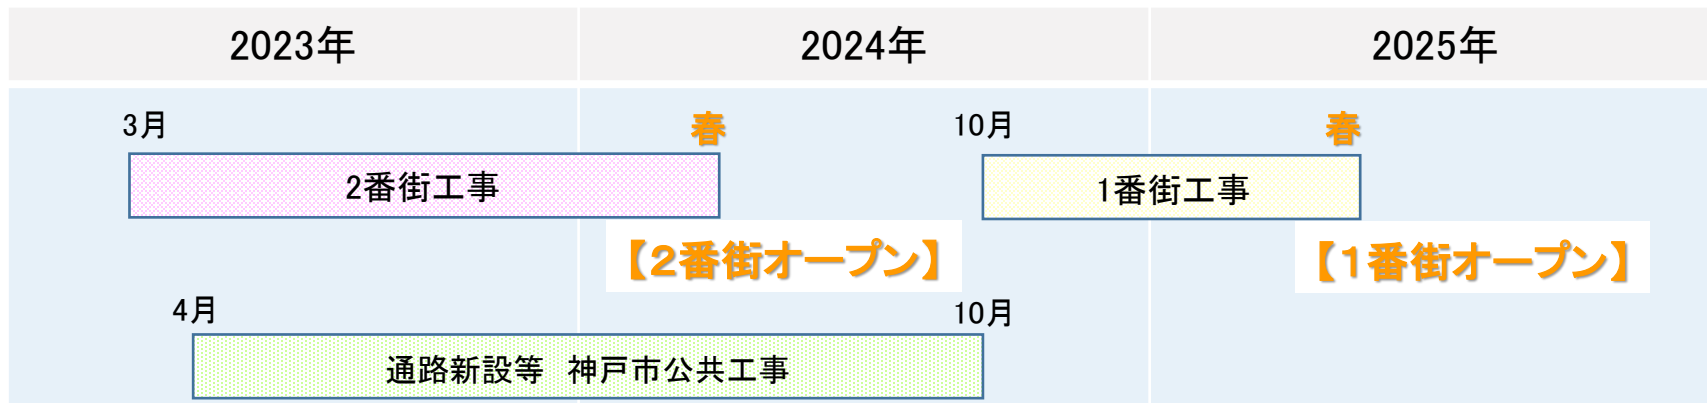 2023年
2024年
2025年
3月
春
10月
春
2番街工事
1番街工事
【２番街オープン】
【１番街オープン】
4月
10月
通路新設等　神戸市公共工事